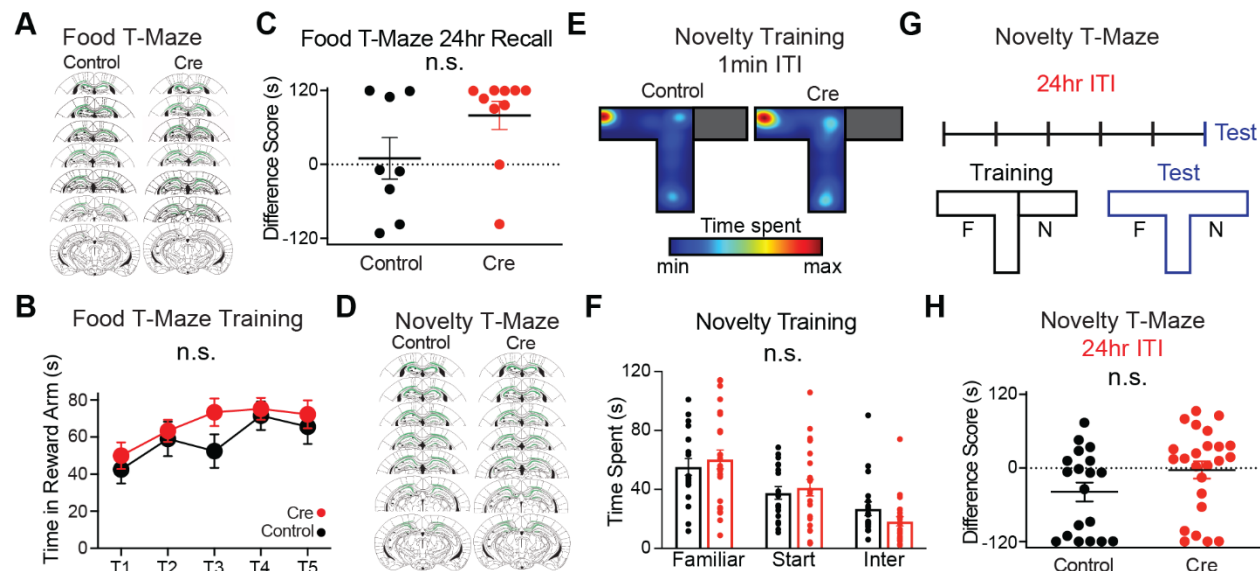 A
Food T-Maze
Control
Cre
B
Food T-Maze Training
n.s.
Time in Reward Arm (s)
80
60
40
20
0
Cre
Control
T1
T2
T3
T4
T5
C
Food T-Maze 24hr Recall
n.s.
Difference Score (s)
120
0
-120
Control
Cre
D
Novelty T-Maze
Control
Cre
E
Novelty Training
1min ITI
Control
Cre
Time spent
min
max
F
Novelty Training
n.s.
Time Spent (s)
120
80
40
0
Familiar
Start
Inter
G
Novelty T-Maze
24hr ITI
Test
Training
Test
F
N
F
N
H
Novelty T-Maze
24hr ITI
n.s.
Difference Score (s)
120
0
-120
Control
Cre